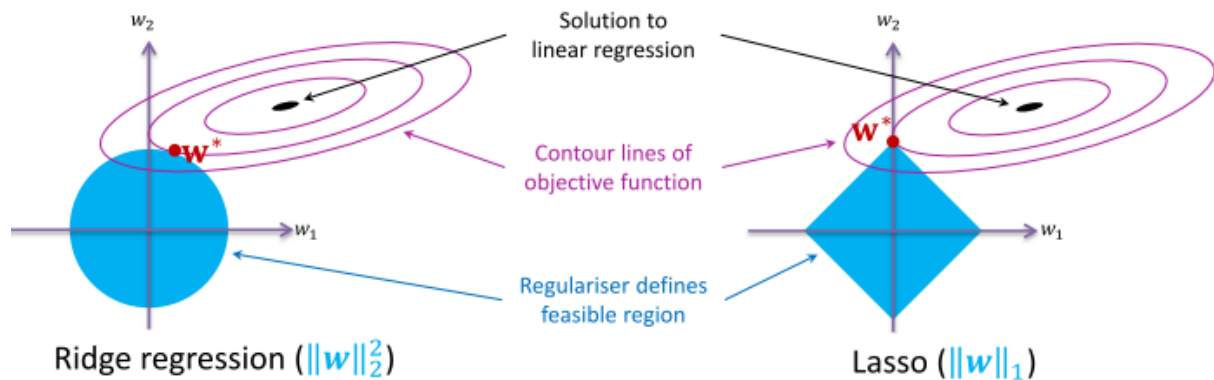 w₂
Solution to
linear regression
w₂
w*
w*
Contour lines of
objective function
w₁
w₁
Regulariser defines
feasible region
Ridge regression (‖w‖₂²)
Lasso (‖w‖₁)